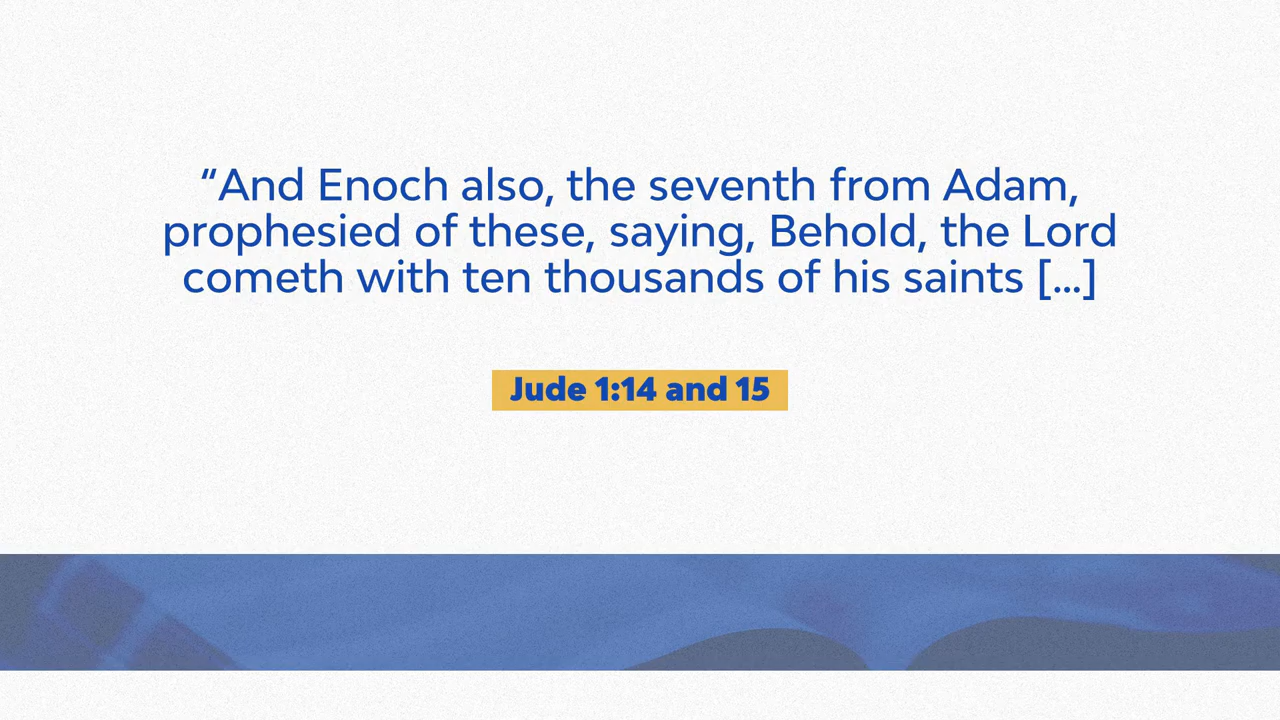 “And Enoch also, the seventh from Adam,
prophesied of these, saying, Behold, the Lord
cometh with ten thousands of his saints [...]
Jude 1:14 and 15